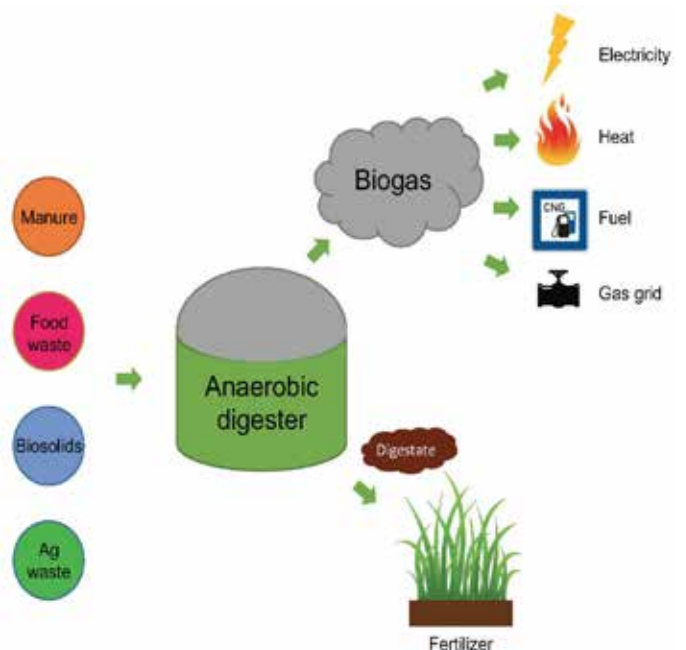 Manure
Food
waste
Biosolids
Ag
waste
Anaerobic
digester
Biogas
Digestate
Electricity
Heat
CNG
Fuel
Gas grid
Fertilizer